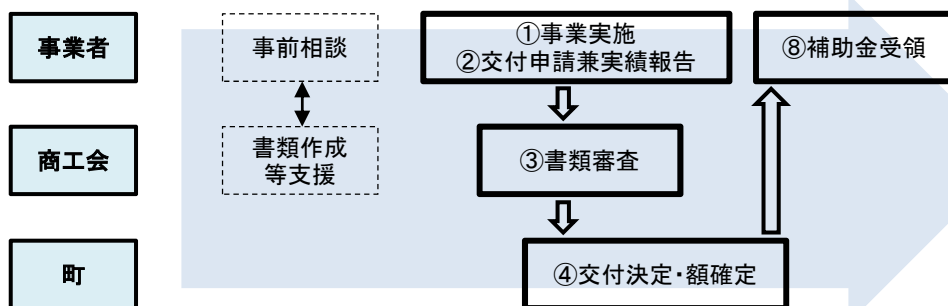 事業者
事前相談
①事業実施
②交付申請兼実績報告
⑧補助金受領
商工会
書類作成
等支援
③書類審査
町
④交付決定・額確定